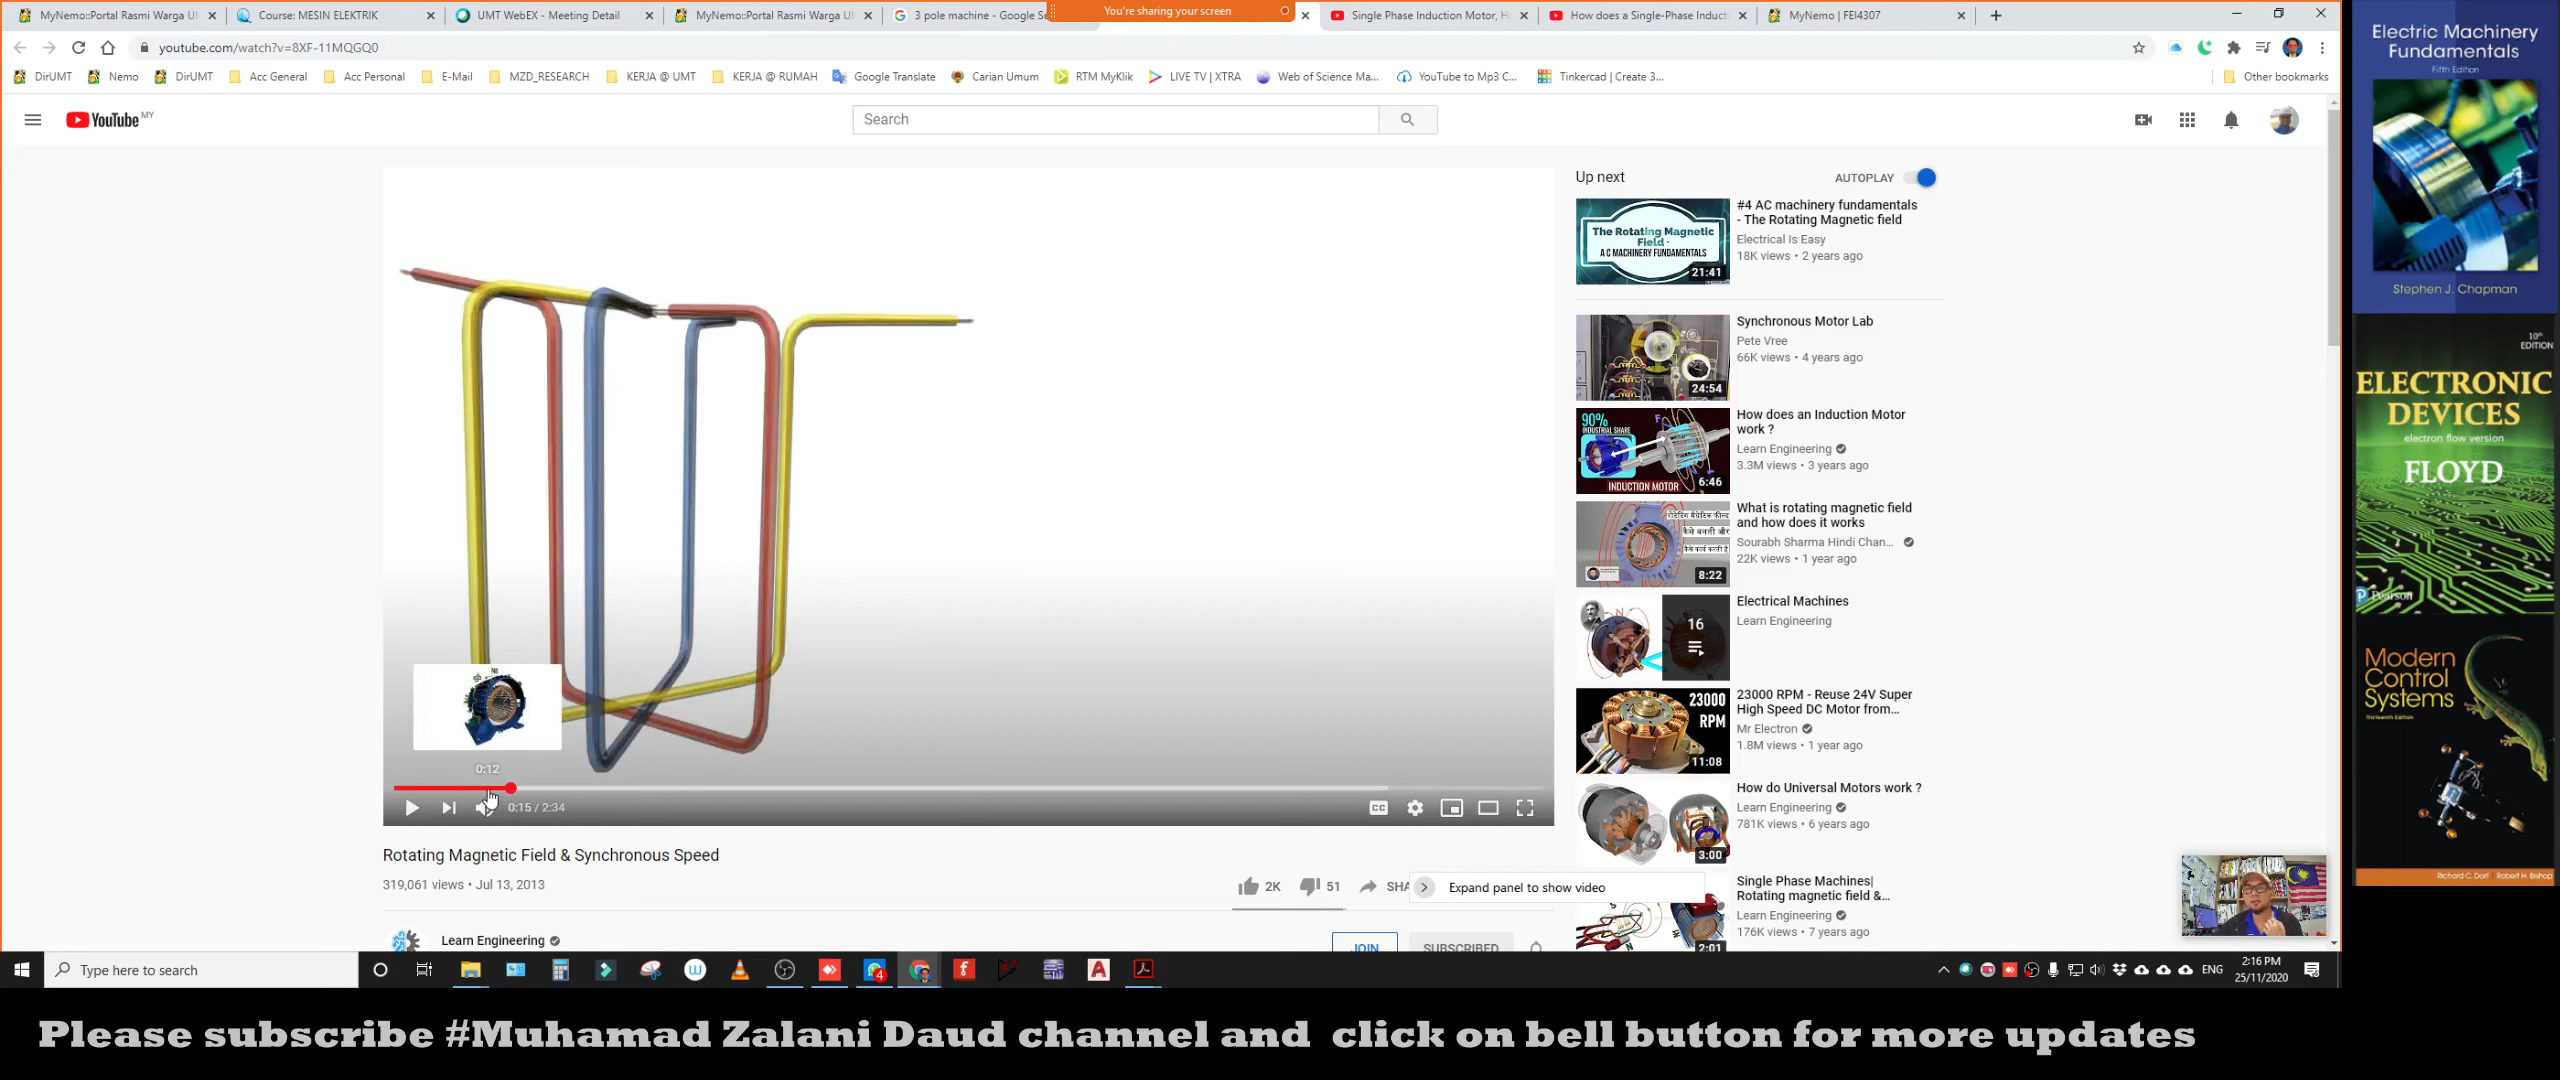 MyNemo::Portal Rasmi Warga U
Course: MESIN ELEKTRIK
UMT WebEX - Meeting Detail
MyNemo::Portal Rasmi Warga U
3 pole machine - Google Se
You're sharing your screen
Single Phase Induction Motor, H
How does a Single-Phase Induct
MyNemo | FEI4307
youtube.com/watch?v=8XF-11MQGQ0
DirUMT
Nemo
DirUMT
Acc General
Acc Personal
E-Mail
MZD_RESEARCH
KERJA @ UMT
KERJA @ RUMAH
Google Translate
Carian Umum
RTM MyKlik
LIVE TV | XTRA
Web of Science Ma...
YouTube to Mp3 C...
Tinkercad | Create 3...
Other bookmarks
YouTube MY
Search
0:12
0:15 / 2:34
CC
Rotating Magnetic Field & Synchronous Speed
319,061 views • Jul 13, 2013
2K
51
SHA
Expand panel to show video
Learn Engineering
JOIN
SUBSCRIBED
Up next
AUTOPLAY
The Rotating Magnetic
Field -
A C MACHINERY FUNDAMENTALS
21:41
#4 AC machinery fundamentals
- The Rotating Magnetic field
Electrical Is Easy
18K views • 2 years ago
24:54
Synchronous Motor Lab
Pete Vree
66K views • 4 years ago
90%
INDUSTRIAL SHARE
F
INDUCTION MOTOR
6:46
How does an Induction Motor
work ?
Learn Engineering
3.3M views • 3 years ago
8:22
What is rotating magnetic field
and how does it works
Sourabh Sharma Hindi Chan...
22K views • 1 year ago
N
16
Electrical Machines
Learn Engineering
23000
RPM
11:08
23000 RPM - Reuse 24V Super
High Speed DC Motor from...
Mr Electron
1.8M views • 1 year ago
3:00
How do Universal Motors work ?
Learn Engineering
781K views • 6 years ago
S
N
2:01
Single Phase Machines|
Rotating magnetic field &...
Learn Engineering
176K views • 7 years ago
Type here to search
4
ENG
2:16 PM
25/11/2020
Electric Machinery
Fundamentals
Fifth Edition
Stephen J. Chapman
10th
EDITION
ELECTRONIC
DEVICES
electron flow version
FLOYD
Pearson
Modern
Control
Systems
Thirteenth Edition
Richard C. Dorf
Robert H. Bishop
Please subscribe #Muhamad Zalani Daud channel and click on bell button for more updates